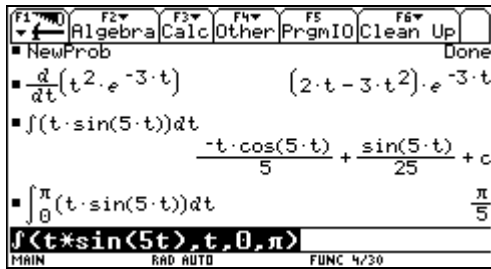 F1 F2 F3 F4 F5 F6
Algebra Calc Other PrgmIO Clean Up
▪ NewProb Done
▪ d/dt(t²·e^-3·t) (2·t - 3·t²)·e^-3·t
▪ ∫(t·sin(5·t))dt
-t·cos(5·t)/5 + sin(5·t)/25 + c
▪ ∫₀^π(t·sin(5·t))dt π/5
∫(t*sin(5t),t,0,π)
MAIN RAD AUTO FUNC 4/30